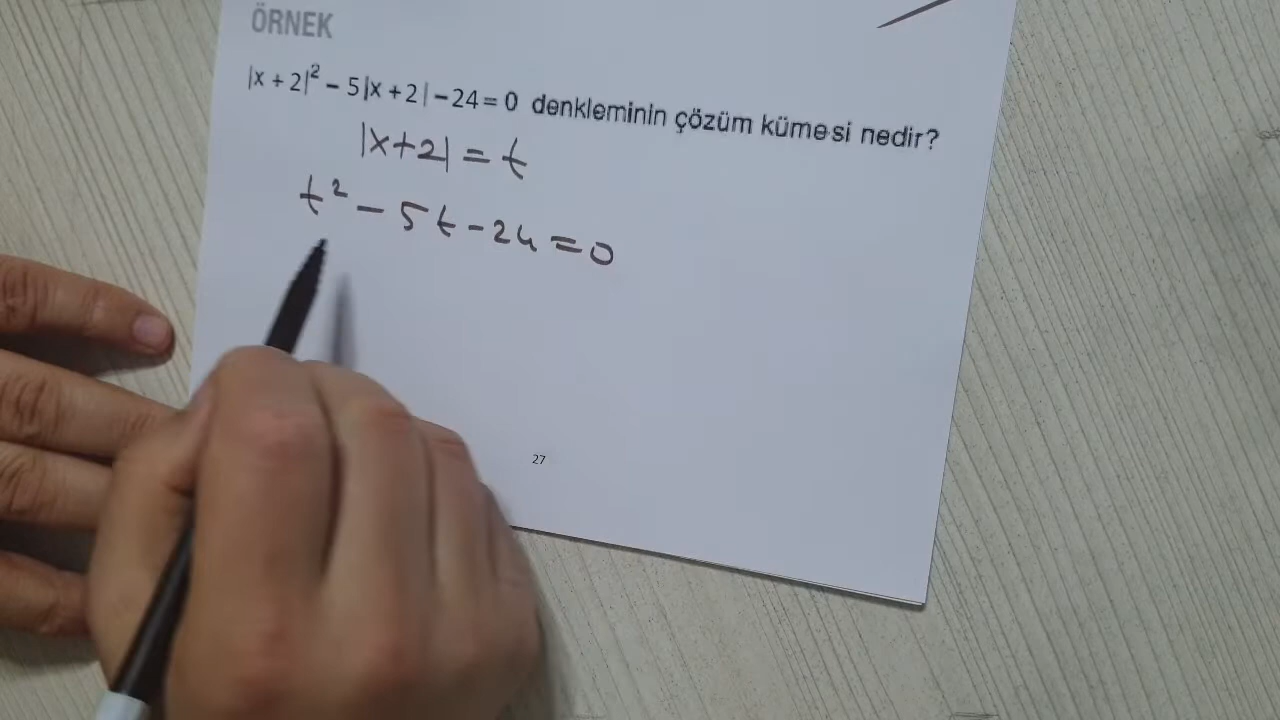 ÖRNEK
|x + 2|² – 5|x + 2| – 24 = 0 denkleminin çözüm kümesi nedir?
|x+2| = t
t² – 5t – 24 = 0
27